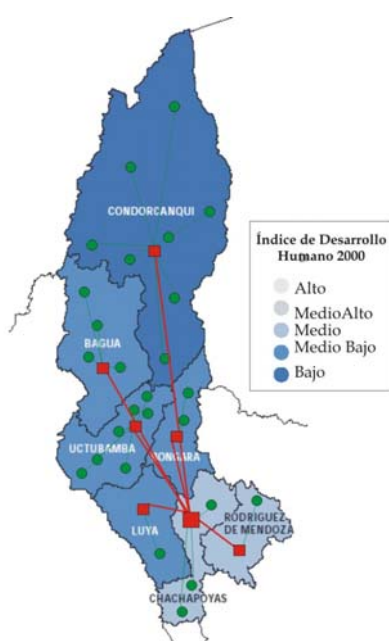 CONDORCANQUI
Índice de Desarrollo
Humano 2000
Alto
MedioAlto
Medio
Medio Bajo
Bajo
BAGUA
UCTUBAMBA
BONGARA
LUYA
RODRIGUEZ
DE MENDOZA
CHACHAPOYAS